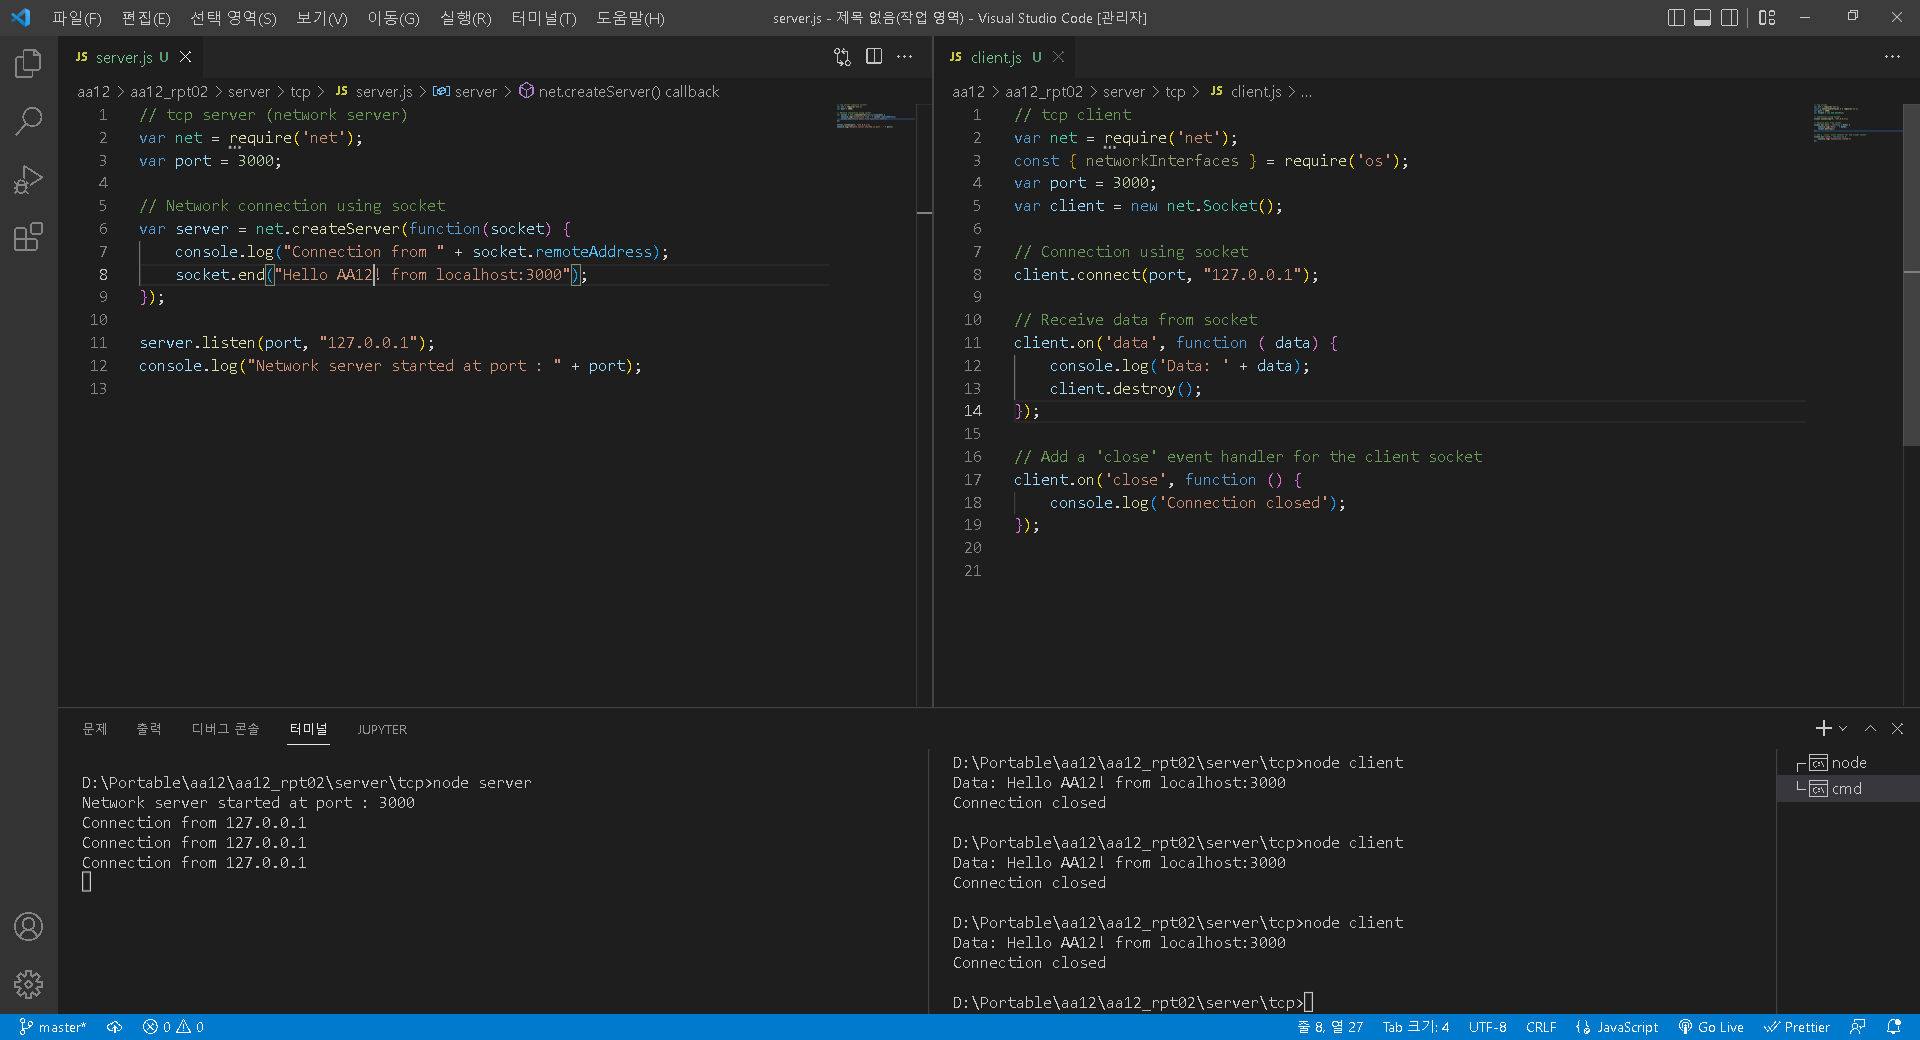 파일(F) 편집(E) 선택 영역(S) 보기(V) 이동(G) 실행(R) 터미널(T) 도움말(H) server.js - 제목 없음(작업 영역) - Visual Studio Code [관리자]
JS server.js U
aa12 > aa12_rpt02 > server > tcp > JS server.js > server > net.createServer() callback
1 // tcp server (network server)
2 var net = require('net');
3 var port = 3000;
4
5 // Network connection using socket
6 var server = net.createServer(function(socket) {
7 console.log("Connection from " + socket.remoteAddress);
8 socket.end("Hello AA12! from localhost:3000");
9 });
10
11 server.listen(port, "127.0.0.1");
12 console.log("Network server started at port : " + port);
13
JS client.js U
aa12 > aa12_rpt02 > server > tcp > JS client.js > ...
1 // tcp client
2 var net = require('net');
3 const { networkInterfaces } = require('os');
4 var port = 3000;
5 var client = new net.Socket();
6
7 // Connection using socket
8 client.connect(port, "127.0.0.1");
9
10 // Receive data from socket
11 client.on('data', function ( data) {
12 console.log('Data: ' + data);
13 client.destroy();
14 });
15
16 // Add a 'close' event handler for the client socket
17 client.on('close', function () {
18 console.log('Connection closed');
19 });
20
21
문제 출력 디버그 콘솔 터미널 JUPYTER
D:\Portable\aa12\aa12_rpt02\server\tcp>node server
Network server started at port : 3000
Connection from 127.0.0.1
Connection from 127.0.0.1
Connection from 127.0.0.1
D:\Portable\aa12\aa12_rpt02\server\tcp>node client
Data: Hello AA12! from localhost:3000
Connection closed
D:\Portable\aa12\aa12_rpt02\server\tcp>node client
Data: Hello AA12! from localhost:3000
Connection closed
D:\Portable\aa12\aa12_rpt02\server\tcp>node client
Data: Hello AA12! from localhost:3000
Connection closed
D:\Portable\aa12\aa12_rpt02\server\tcp>
node
cmd
master* 0 0 줄 8, 열 27 Tab 크기: 4 UTF-8 CRLF JavaScript Go Live Prettier